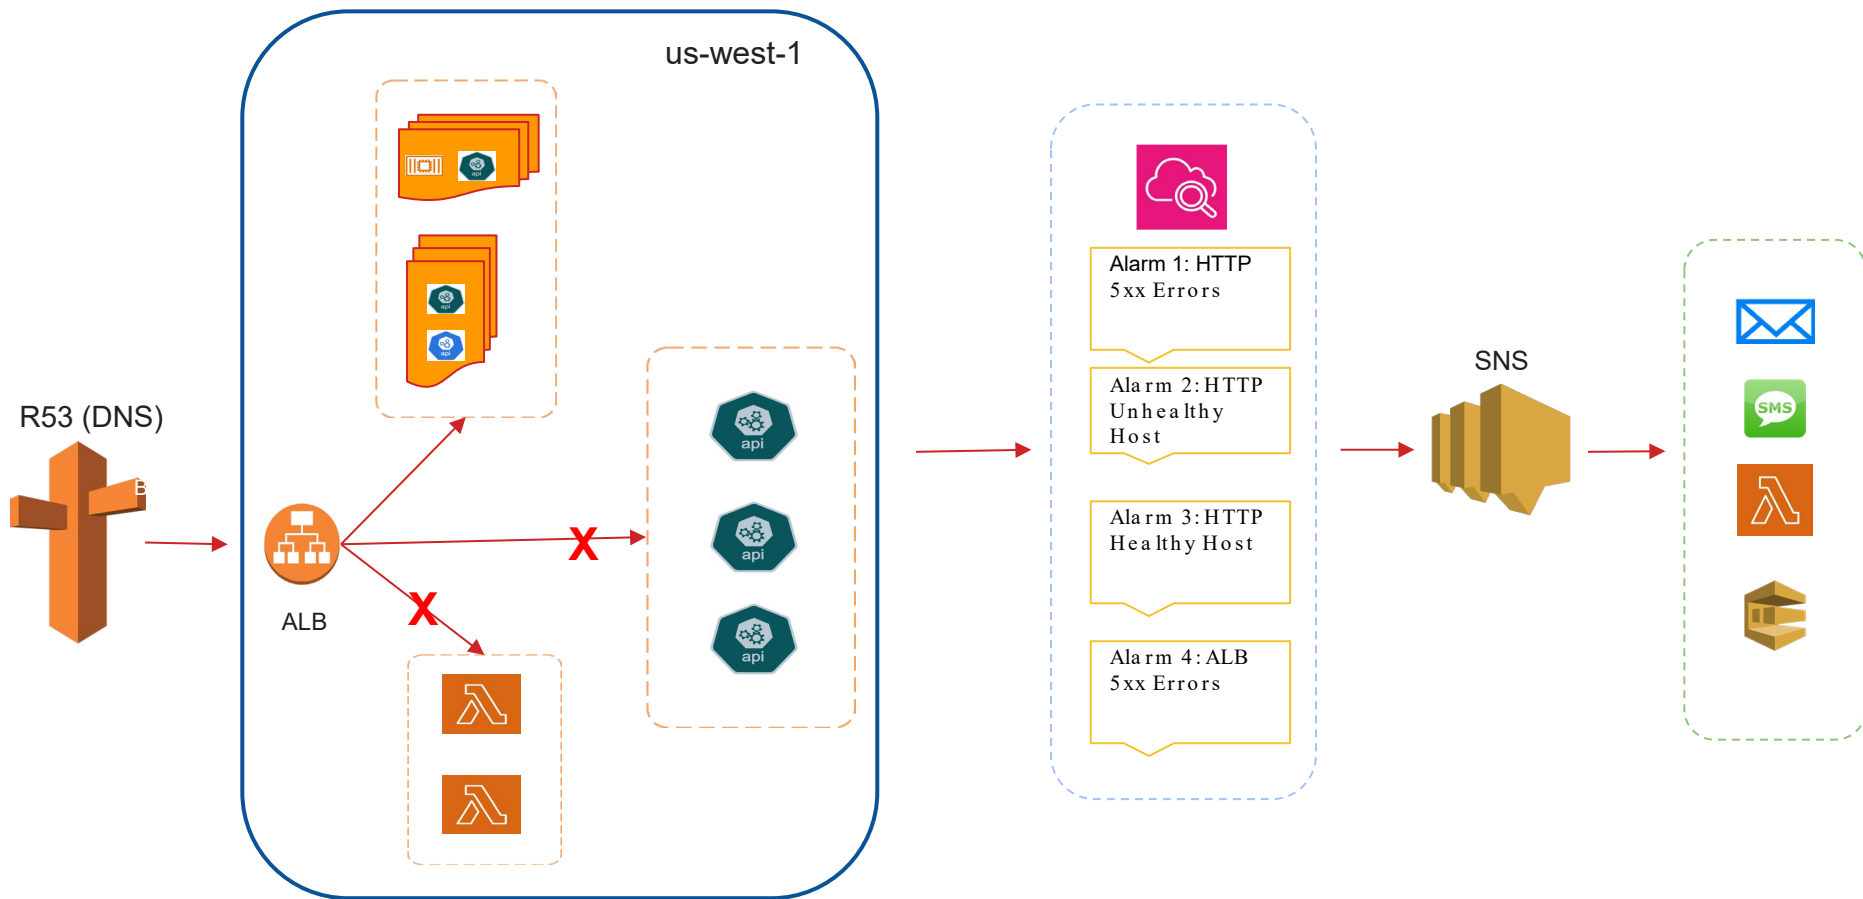 us-west-1
api
api
api
R53 (DNS)
B
ALB
X
X
api
api
api
Alarm 1: HTTP
5xx Errors
Alarm 2: HTTP
Unhealthy
Host
Alarm 3: HTTP
Healthy Host
Alarm 4: ALB
5xx Errors
SNS
SMS